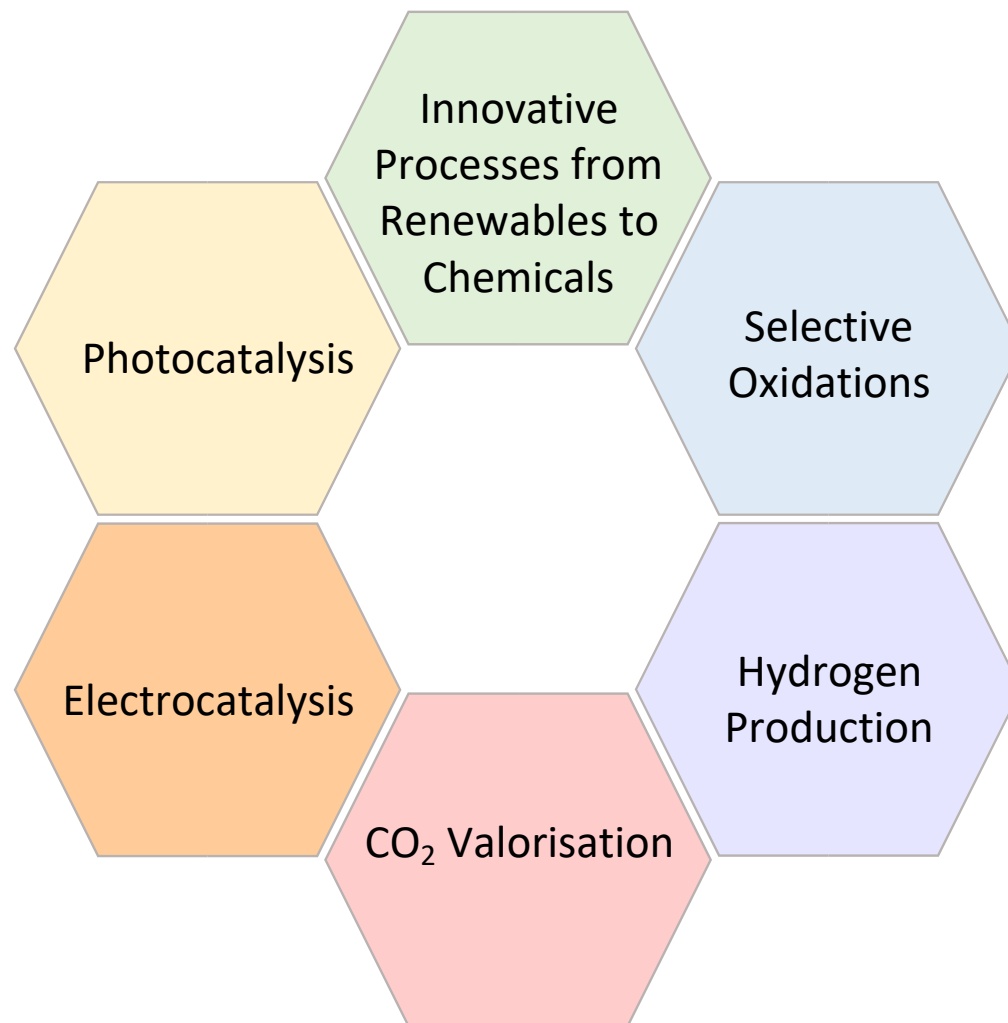 Innovative
Processes from
Renewables to
Chemicals
Photocatalysis
Selective
Oxidations
Electrocatalysis
Hydrogen
Production
CO₂ Valorisation